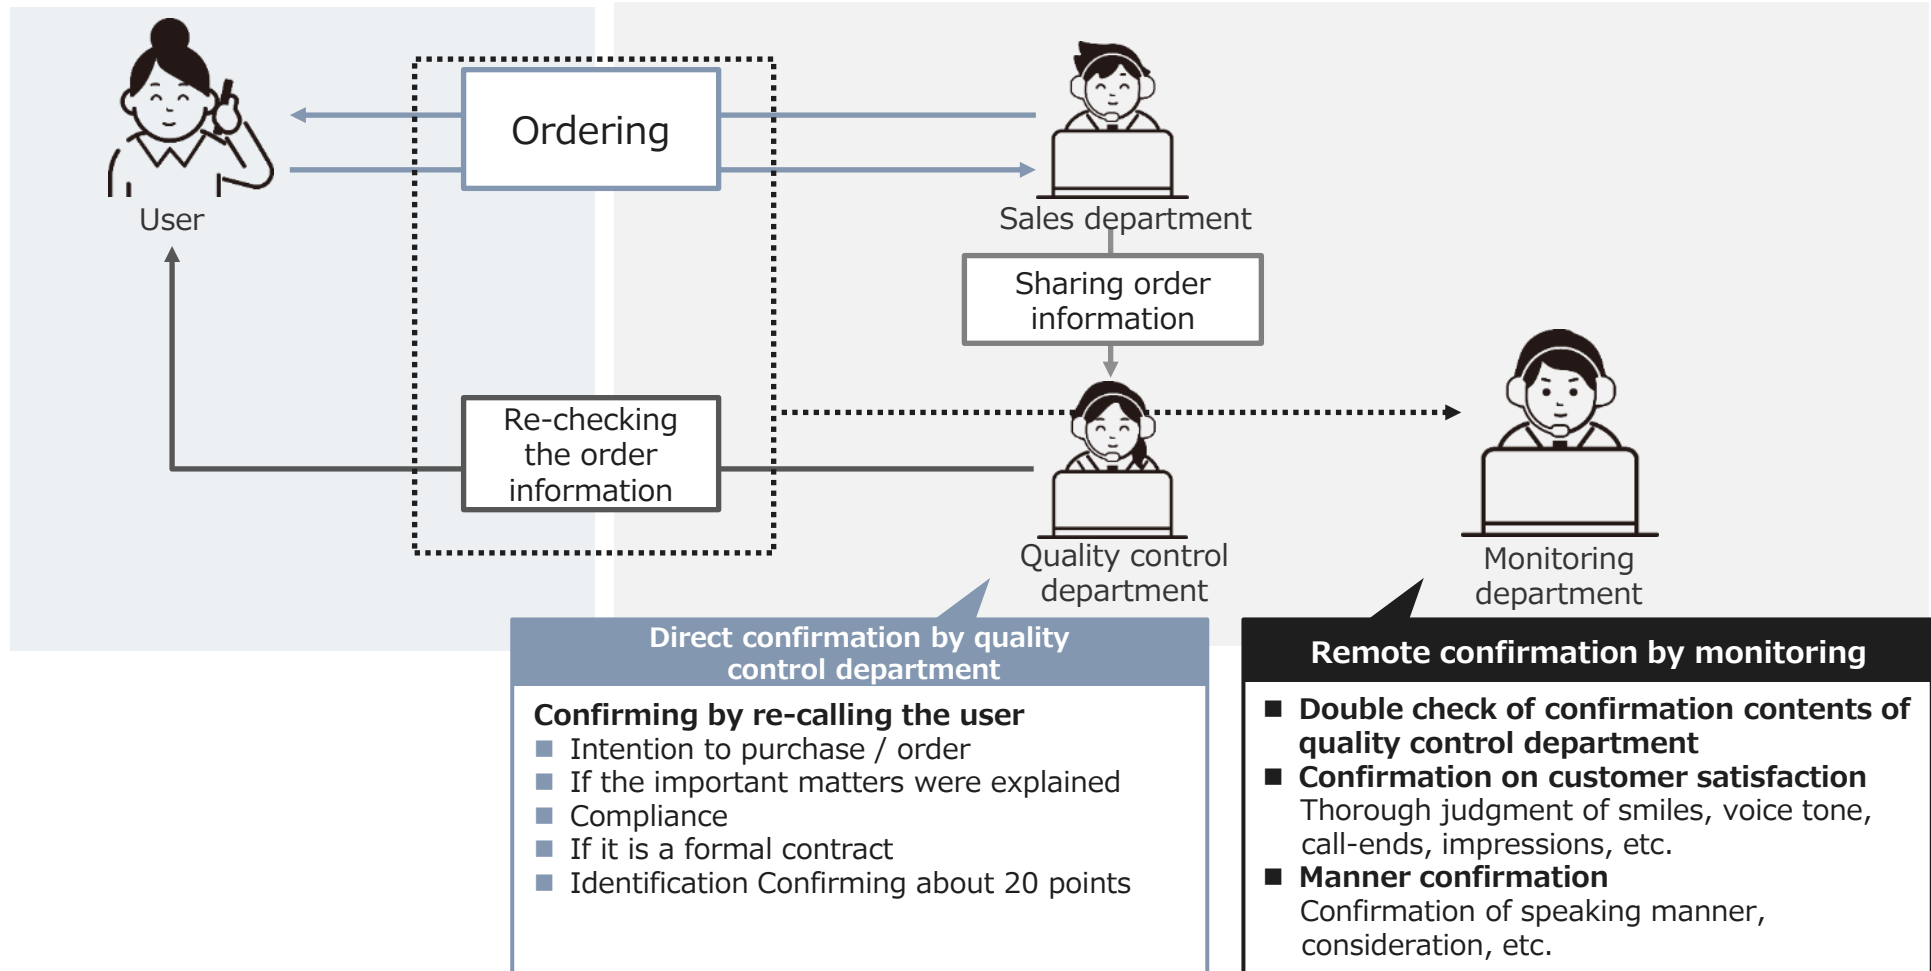 Ordering
User
Sales department
Sharing order
information
Re-checking
the order
information
Quality control
department
Monitoring
department
Direct confirmation by quality
control department
Confirming by re-calling the user
■ Intention to purchase / order
■ If the important matters were explained
■ Compliance
■ If it is a formal contract
■ Identification Confirming about 20 points
Remote confirmation by monitoring
■ Double check of confirmation contents of
quality control department
■ Confirmation on customer satisfaction
Thorough judgment of smiles, voice tone,
call-ends, impressions, etc.
■ Manner confirmation
Confirmation of speaking manner,
consideration, etc.